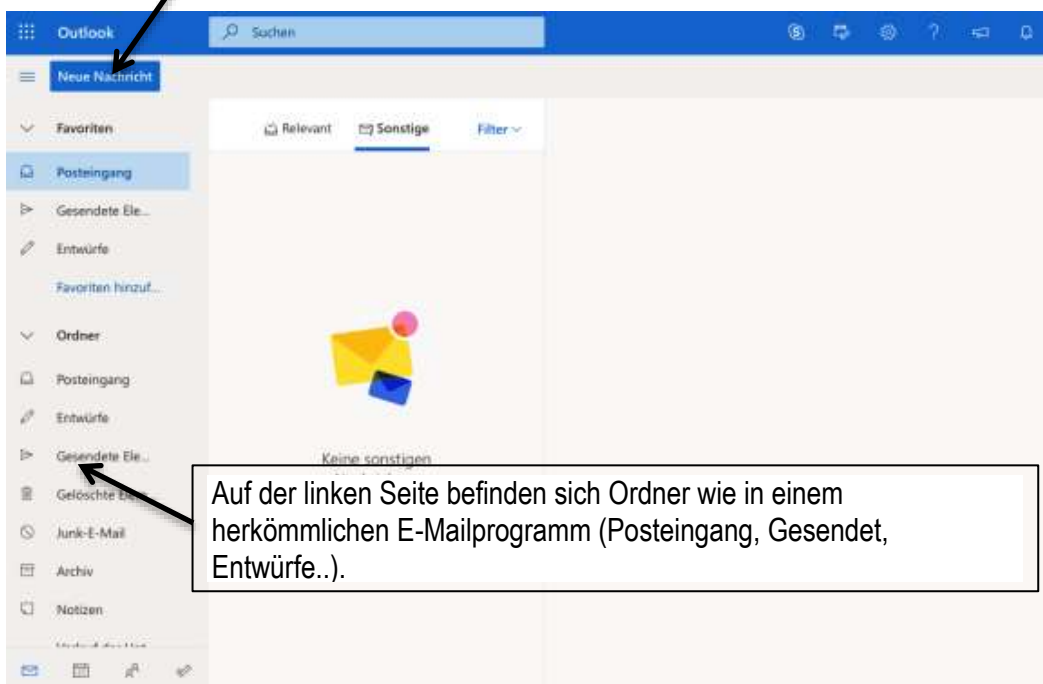 Outlook
Suchen
Neue Nachricht
Favoriten
Relevant
Sonstige
Filter
Posteingang
Gesendete Ele...
Entwürfe
Favoriten hinzuf...
Ordner
Posteingang
Entwürfe
Gesendete Ele...
Keine sonstigen
Gelöschte
Junk-E-Mail
Archiv
Notizen
Auf der linken Seite befinden sich Ordner wie in einem
herkömmlichen E-Mailprogramm (Posteingang, Gesendet,
Entwürfe..).